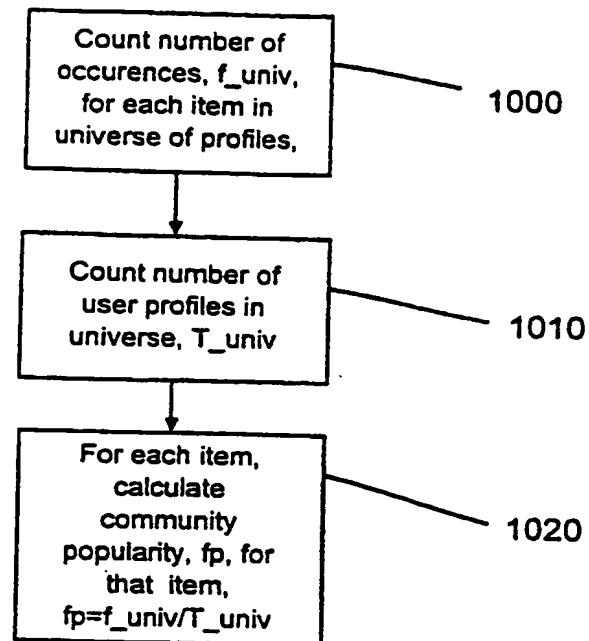 Count number of
occurences, f_univ,
for each item in
universe of profiles,
1000
Count number of
user profiles in
universe, T_univ
1010
For each item,
calculate
community
popularity, fp, for
that item,
fp=f_univ/T_univ
1020